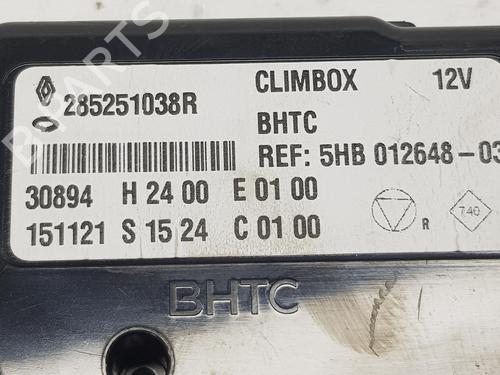 CLIMBOX 12V
285251038R
BHTC
REF: 5HB 012648-03
30894 H 24 00 E 01 00
151121 S 15 24 C 01 00
R
740
BHTC
B PARTS